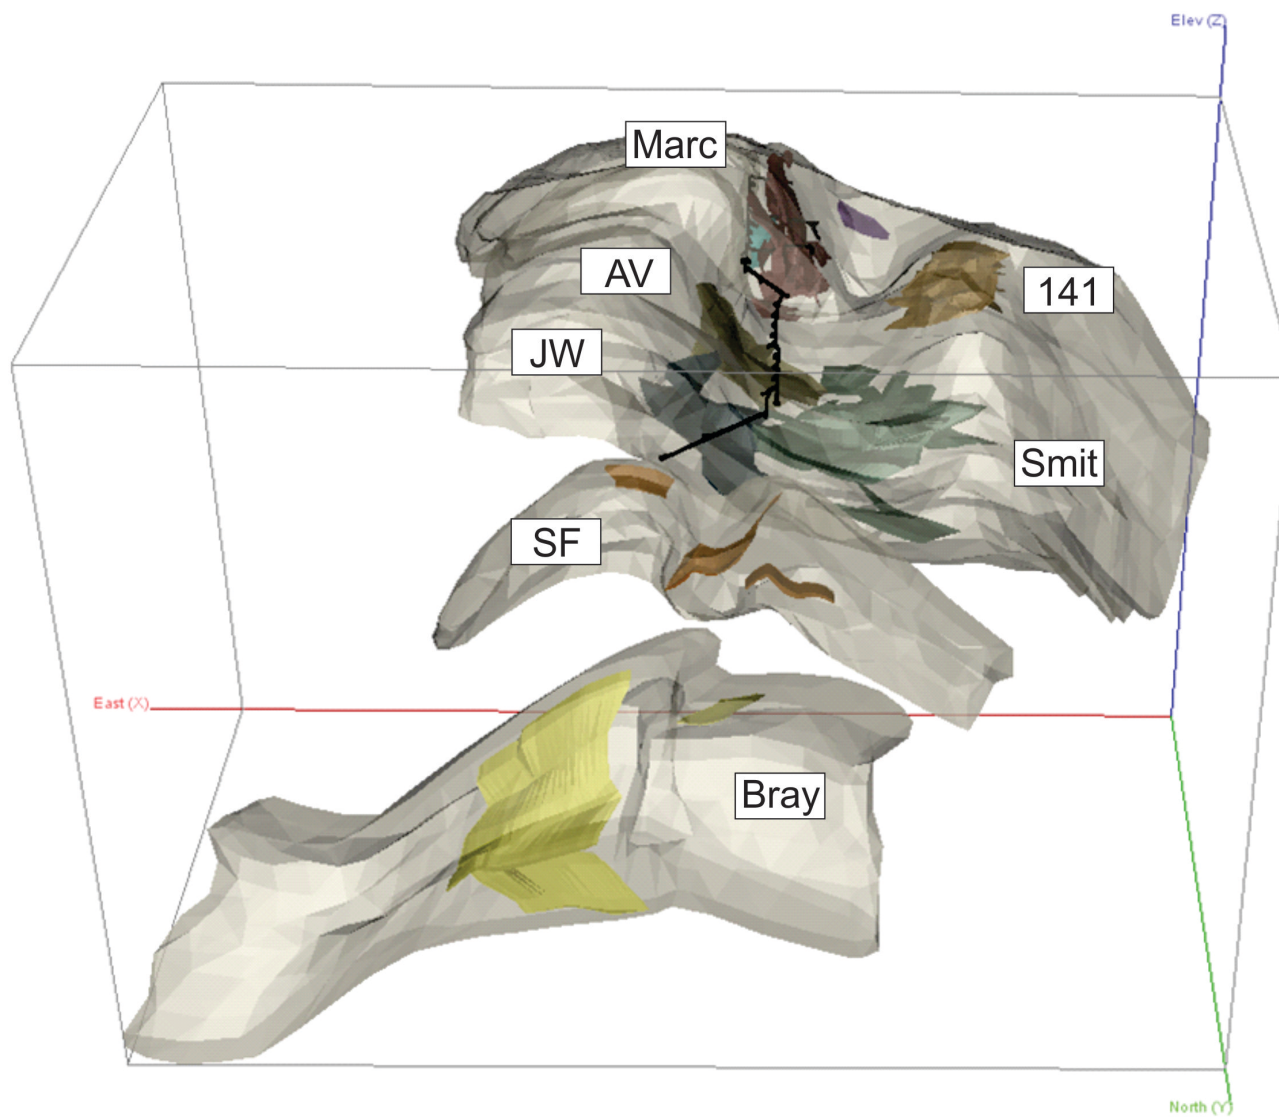 Elev (Z)
Marc
AV
141
JW
Smit
SF
East (X)
Bray
North (Y)